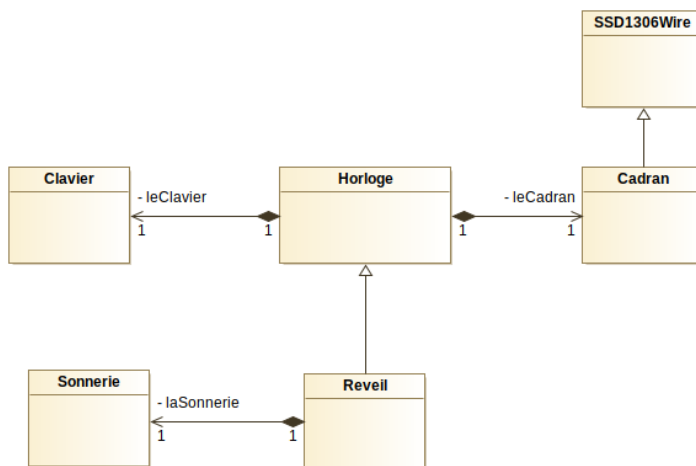 SSD1306Wire
Clavier
- leClavier
1
1
Horloge
- leCadran
1
1
Cadran
Sonnerie
- laSonnerie
1
1
Reveil